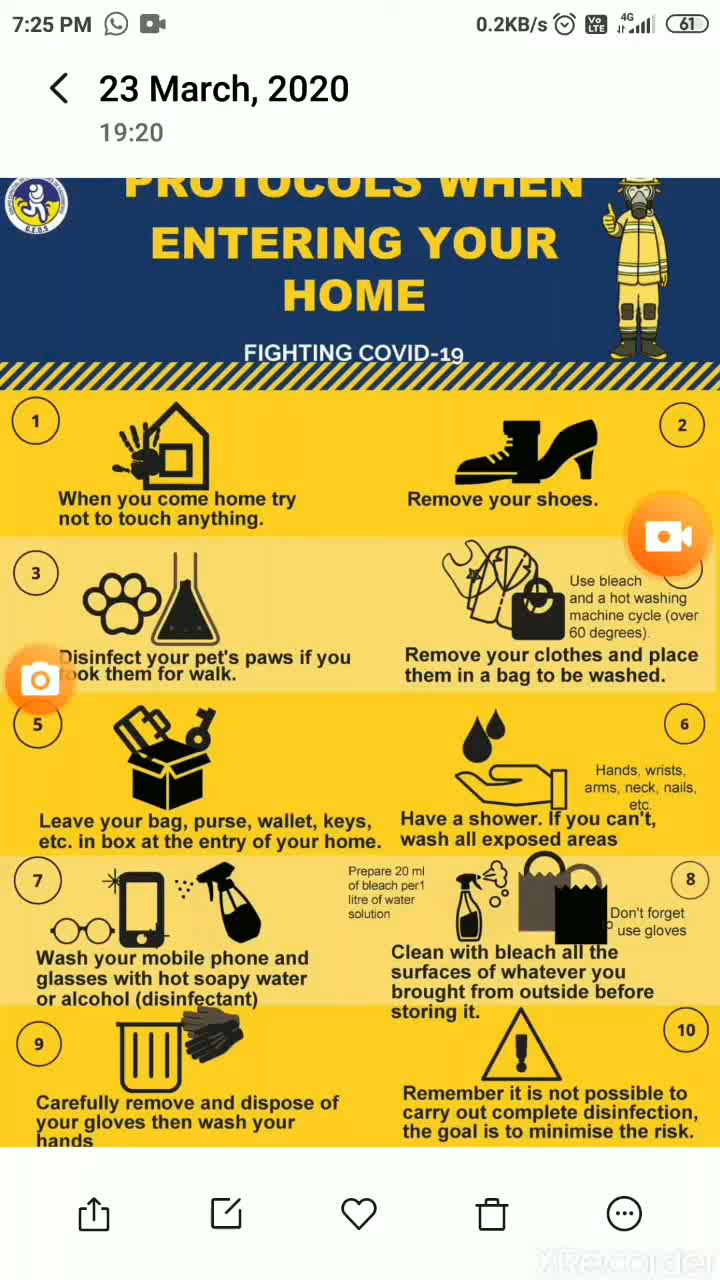 7:25 PM
0.2KB/s
Vo
LTE
4G
61
23 March, 2020
19:20
PROTOCOLS WHEN
ENTERING YOUR
HOME
FIGHTING COVID-19
G.E.O.S
1
When you come home try
not to touch anything.
2
Remove your shoes.
3
Disinfect your pet's paws if you
ook them for walk.
Use bleach
and a hot washing
machine cycle (over
60 degrees).
Remove your clothes and place
them in a bag to be washed.
5
Leave your bag, purse, wallet, keys,
etc. in box at the entry of your home.
6
Hands, wrists,
arms, neck, nails,
etc.
Have a shower. If you can't,
wash all exposed areas
7
Wash your mobile phone and
glasses with hot soapy water
or alcohol (disinfectant)
8
Prepare 20 ml
of bleach per1
litre of water
solution
Don't forget
use gloves
Clean with bleach all the
surfaces of whatever you
brought from outside before
storing it.
9
Carefully remove and dispose of
your gloves then wash your
hands
10
Remember it is not possible to
carry out complete disinfection,
the goal is to minimise the risk.
XRecorder